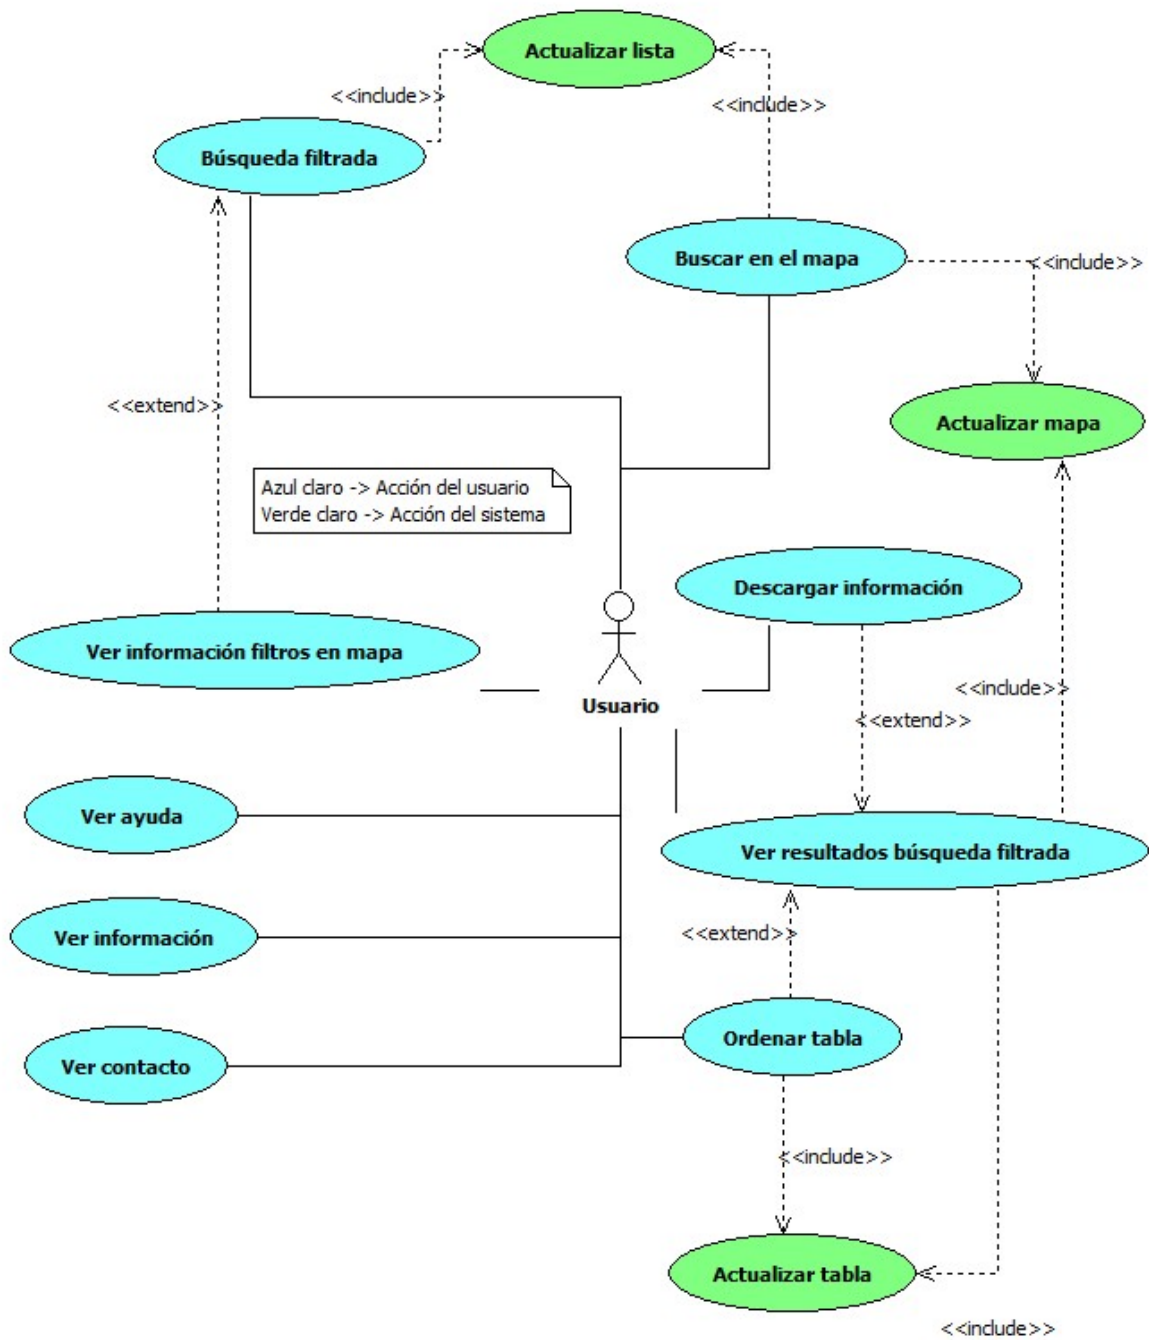 Actualizar lista
<<include>>
<<include>>
Búsqueda filtrada
Buscar en el mapa
<<include>>
<<extend>>
Actualizar mapa
Azul claro -> Acción del usuario
Verde claro -> Acción del sistema
Descargar información
Ver información filtros en mapa
<<include>>
Usuario
<<extend>>
Ver ayuda
Ver resultados búsqueda filtrada
<<extend>>
Ver información
Ordenar tabla
Ver contacto
<<include>>
Actualizar tabla
<<include>>